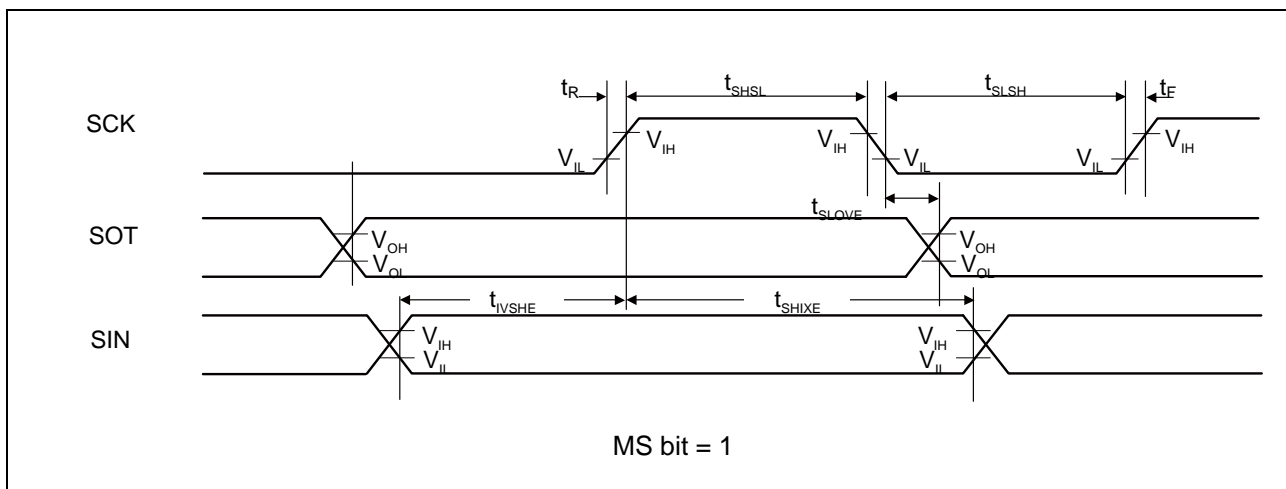 tR tSHSL tSLSH tF
SCK
VIH VIH VIH
VIL VIL VIL
tSLOVE
SOT
VOH VOH
VOL VOL
tIVSHE tSHIXE
SIN
VIH VIH
VIL VIL
MS bit = 1